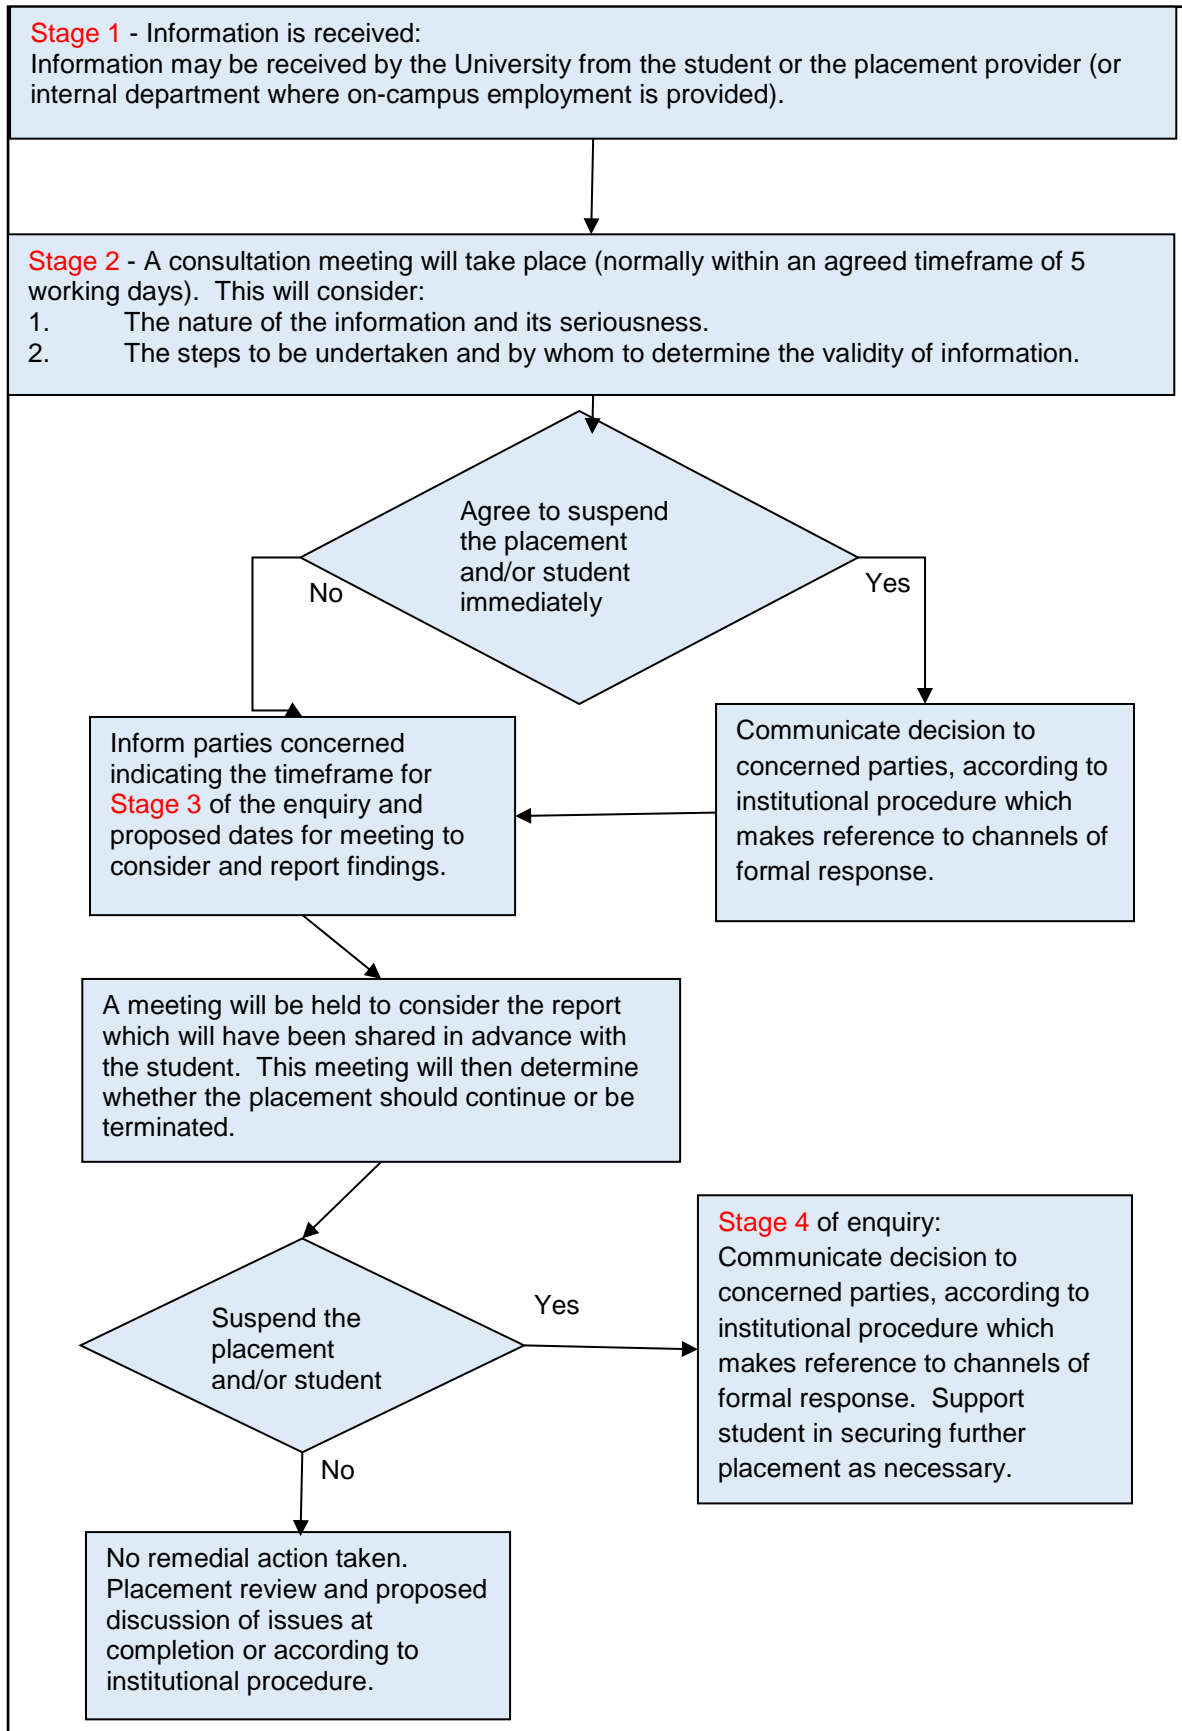 Stage 1 - Information is received:
Information may be received by the University from the student or the placement provider (or
internal department where on-campus employment is provided).
Stage 2 - A consultation meeting will take place (normally within an agreed timeframe of 5
working days).  This will consider:
1. The nature of the information and its seriousness.
2. The steps to be undertaken and by whom to determine the validity of information.
Agree to suspend
the placement
and/or student
immediately
No
Yes
Inform parties concerned
indicating the timeframe for
Stage 3 of the enquiry and
proposed dates for meeting to
consider and report findings.
Communicate decision to
concerned parties, according to
institutional procedure which
makes reference to channels of
formal response.
A meeting will be held to consider the report
which will have been shared in advance with
the student.  This meeting will then determine
whether the placement should continue or be
terminated.
Suspend the
placement
and/or student
Yes
No
Stage 4 of enquiry:
Communicate decision to
concerned parties, according to
institutional procedure which
makes reference to channels of
formal response.  Support
student in securing further
placement as necessary.
No remedial action taken.
Placement review and proposed
discussion of issues at
completion or according to
institutional procedure.